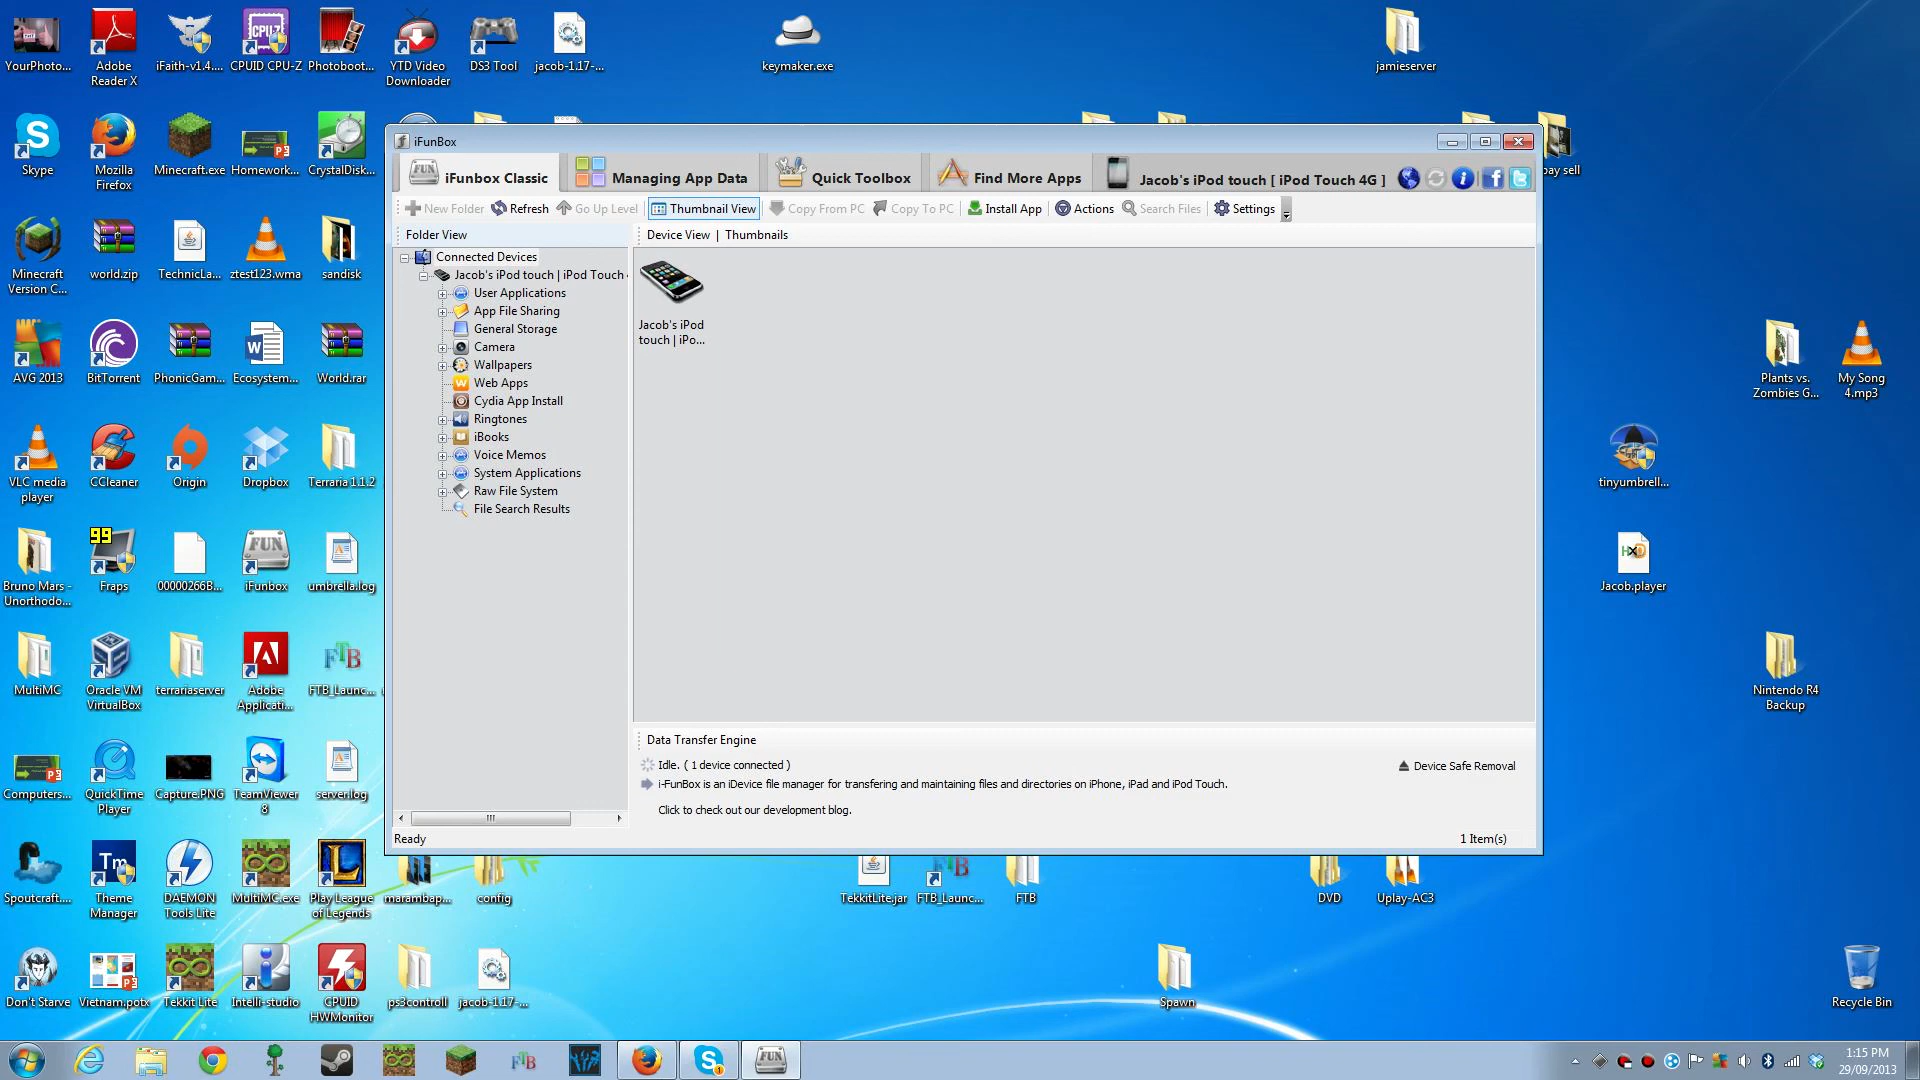 YourPhoto...
Adobe
Reader X
iFaith-v1.4....
CPUID CPU-Z
Photoboot...
YTD Video
Downloader
DS3 Tool
jacob-1.17-...
keymaker.exe
jamieserver
Skype
Mozilla
Firefox
Minecraft.exe
Homework...
CrystalDisk...
pay sell
Minecraft
Version C...
world.zip
TechnicLa...
ztest123.wma
sandisk
AVG 2013
BitTorrent
PhonicGam...
Ecosystem...
World.rar
Plants vs.
Zombies G...
My Song
4.mp3
VLC media
player
CCleaner
Origin
Dropbox
Terraria 1.1.2
tinyumbrell...
Bruno Mars -
Unorthodo...
99
Fraps
00000266B...
FUN
iFunbox
umbrella.log
Jacob.player
MultiMC
Oracle VM
VirtualBox
terrariaserver
Adobe
Applicati...
FTB
FTB_Launc...
Nintendo R4
Backup
Computers...
QuickTime
Player
Capture.PNG
TeamViewer
8
server.log
Spoutcraft....
Tm
Theme
Manager
DAEMON
Tools Lite
MultiMC.exe
Play League
of Legends
marambap...
config
TekkitLite.jar
FTB_Launc...
FTB
DVD
Uplay-AC3
Don't Starve
Vietnam.potx
Tekkit Lite
Intelli-studio
CPUID
HWMonitor
ps3controll
jacob-1.17-...
Spawn
Recycle Bin
iFunBox
iFunbox Classic
Managing App Data
Quick Toolbox
Find More Apps
Jacob's iPod touch [ iPod Touch 4G ]
New Folder
Refresh
Go Up Level
Thumbnail View
Copy From PC
Copy To PC
Install App
Actions
Search Files
Settings
Folder View
Device View | Thumbnails
Connected Devices
Jacob's iPod touch | iPod Touch
User Applications
App File Sharing
General Storage
Camera
Wallpapers
Web Apps
Cydia App Install
Ringtones
iBooks
Voice Memos
System Applications
Raw File System
File Search Results
Jacob's iPod
touch | iPo...
Data Transfer Engine
Idle. ( 1 device connected )
Device Safe Removal
i-FunBox is an iDevice file manager for transfering and maintaining files and directories on iPhone, iPad and iPod Touch.
Click to check out our development blog.
Ready
1 Item(s)
FTB
FUN
1:15 PM
29/09/2013